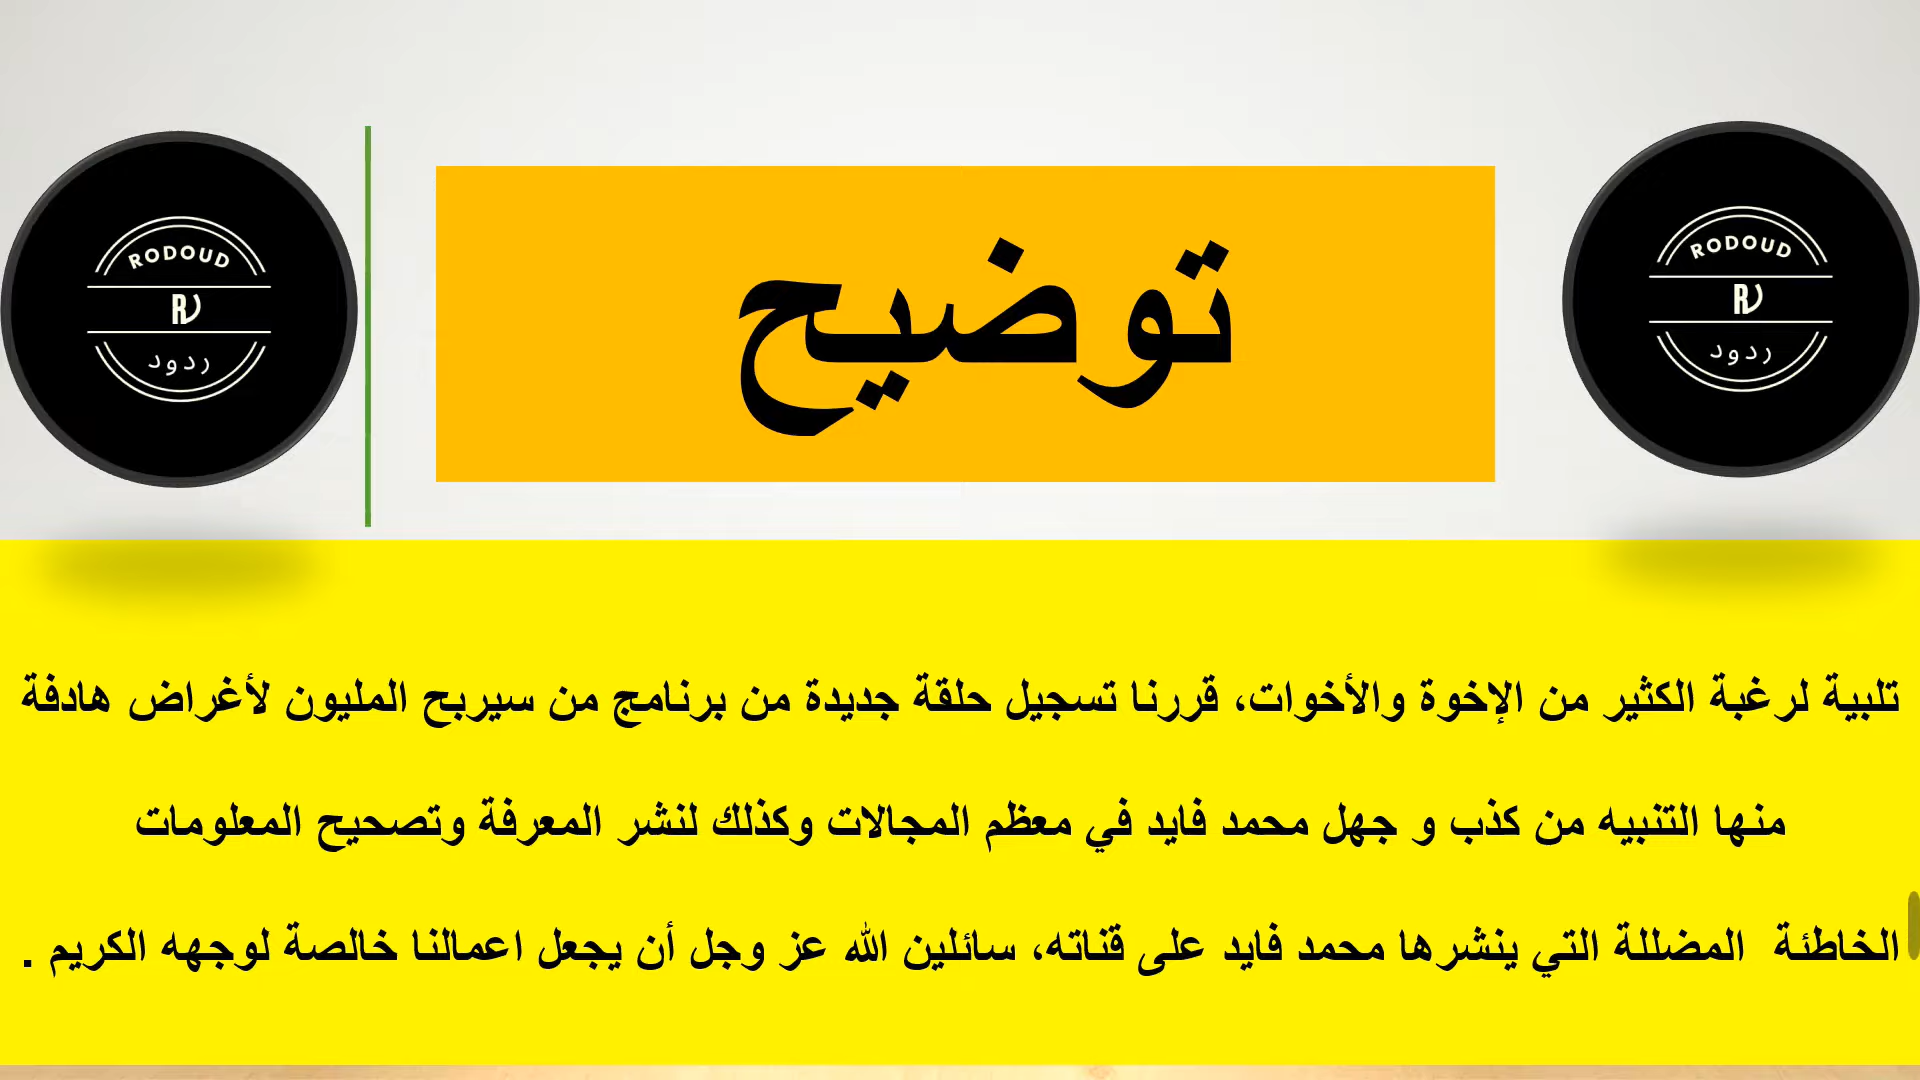 RODOUD
RD
ردود
توضيح
RODOUD
RD
ردود
تلبية لرغبة الكثير من الإخوة والأخوات، قررنا تسجيل حلقة جديدة من برنامج من سيربح المليون لأغراض هادفة
منها التنبيه من كذب و جهل محمد فايد في معظم المجالات وكذلك لنشر المعرفة وتصحيح المعلومات
الخاطئة المضللة التي ينشرها محمد فايد على قناته، سائلين الله عز وجل أن يجعل اعمالنا خالصة لوجهه الكريم .